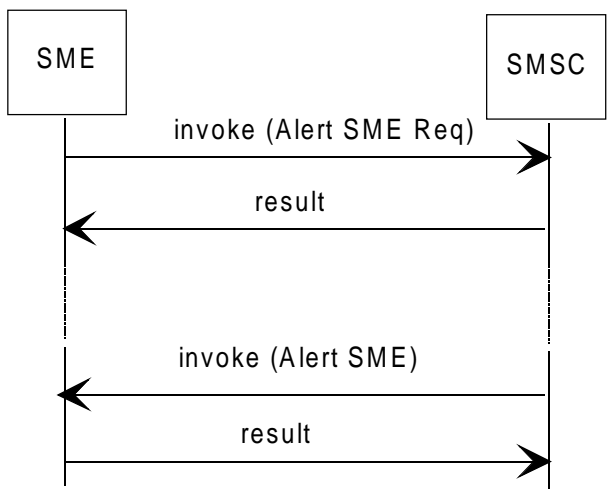 SME
SMSC
invoke (Alert SME Req)
result
invoke (Alert SME)
result